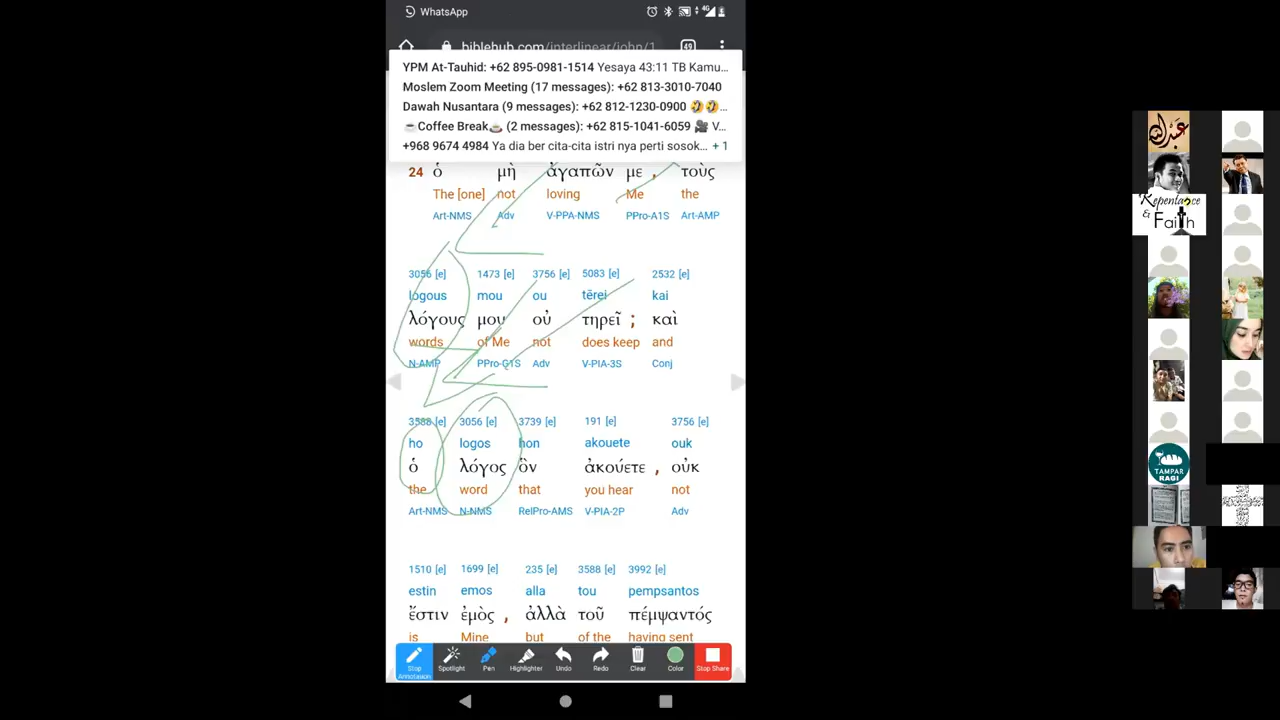 WhatsApp
4G
biblehub.com/interlinear/john/1
49
YPM At-Tauhid: +62 895-0981-1514 Yesaya 43:11 TB Kamu...
Moslem Zoom Meeting (17 messages): +62 813-3010-7040
Dawah Nusantara (9 messages): +62 812-1230-0900 🤣🤣...
☕Coffee Break☕ (2 messages): +62 815-1041-6059 🎥 V...
+968 9674 4984 Ya dia ber cita-cita istri nya perti sosok... + 1
24 ὁ μὴ ἀγαπῶν με , τοὺς
The [one] not loving Me the
Art-NMS Adv V-PPA-NMS PPro-A1S Art-AMP
3056 [e] 1473 [e] 3756 [e] 5083 [e] 2532 [e]
logous mou ou tērei kai
λόγους μου οὐ τηρεῖ ; καὶ
words of Me not does keep and
N-AMP PPro-G1S Adv V-PIA-3S Conj
3588 [e] 3056 [e] 3739 [e] 191 [e] 3756 [e]
ho logos hon akouete ouk
ὁ λόγος ὃν ἀκούετε , οὐκ
the word that you hear not
Art-NMS N-NMS RelPro-AMS V-PIA-2P Adv
1510 [e] 1699 [e] 235 [e] 3588 [e] 3992 [e]
estin emos alla tou pempsantos
ἔστιν ἐμὸς , ἀλλὰ τοῦ πέμψαντός
is Mine but of the having sent
Stop Annotation Spotlight Pen Highlighter Undo Redo Clear Color Stop Share
عبدالله
Repentance
& Faith
TAMPAR
RAGI